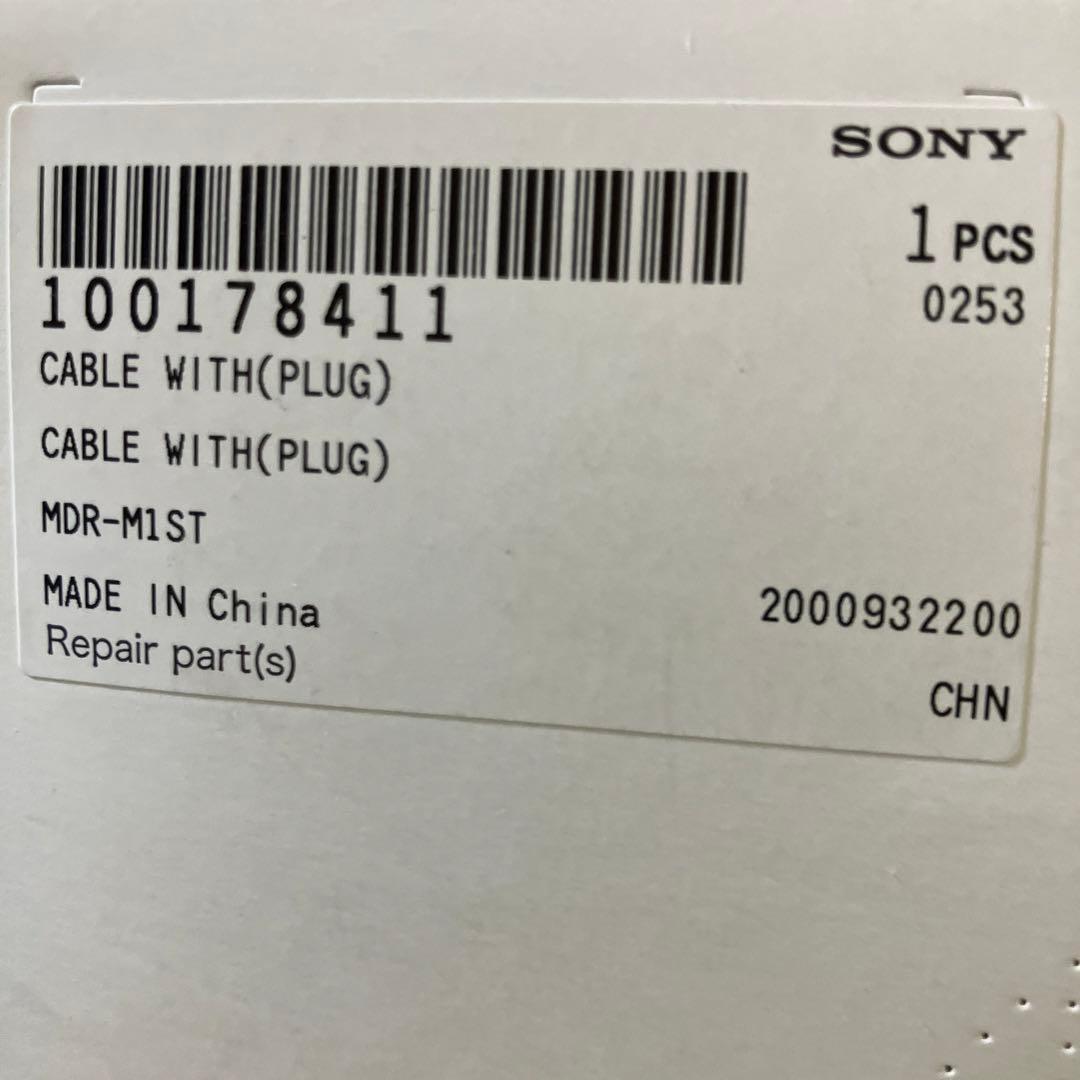 SONY
1 PCS
0253
100178411
CABLE WITH(PLUG)
CABLE WITH(PLUG)
MDR-M1ST
MADE IN China
2000932200
Repair part(s)
CHN